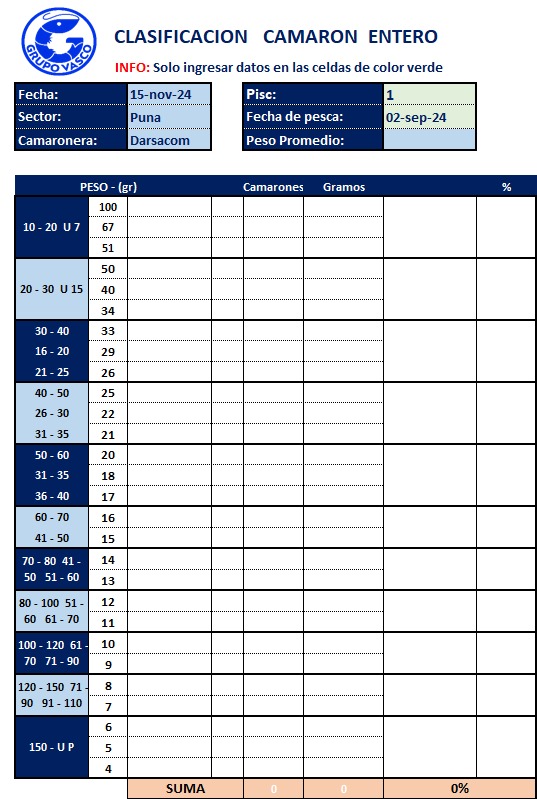 GRUPO VASCO
CLASIFICACION CAMARON ENTERO
INFO: Solo ingresar datos en las celdas de color verde
Fecha: 15-nov-24
Sector: Puna
Camaronera: Darsacom
Pisc: 1
Fecha de pesca: 02-sep-24
Peso Promedio:
PESO - (gr) Camarones Gramos %
10 - 20 U 7
100
67
51
20 - 30 U 15
50
40
34
30 - 40
16 - 20
21 - 25
33
29
26
40 - 50
26 - 30
31 - 35
25
22
21
50 - 60
31 - 35
36 - 40
20
18
17
60 - 70
41 - 50
16
15
70 - 80 41 -
50 51 - 60
14
13
80 - 100 51 -
60 61 - 70
12
11
100 - 120 61 -
70 71 - 90
10
9
120 - 150 71 -
90 91 - 110
8
7
150 - U P
6
5
4
SUMA 0 0 0%